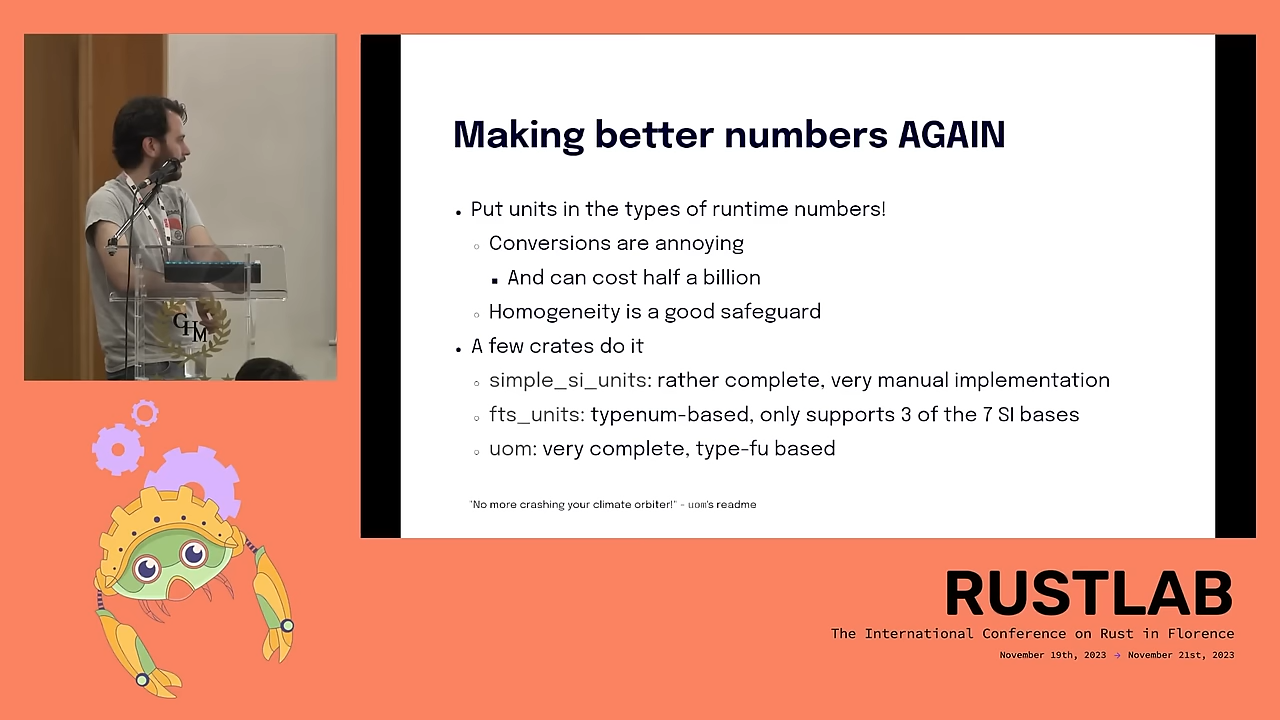 Making better numbers AGAIN
• Put units in the types of runtime numbers!
○ Conversions are annoying
▪ And can cost half a billion
○ Homogeneity is a good safeguard
• A few crates do it
○ simple_si_units: rather complete, very manual implementation
○ fts_units: typenum-based, only supports 3 of the 7 SI bases
○ uom: very complete, type-fu based
"No more crashing your climate orbiter!" - uom's readme
GHM
RUSTLAB
The International Conference on Rust in Florence
November 19th, 2023 → November 21st, 2023